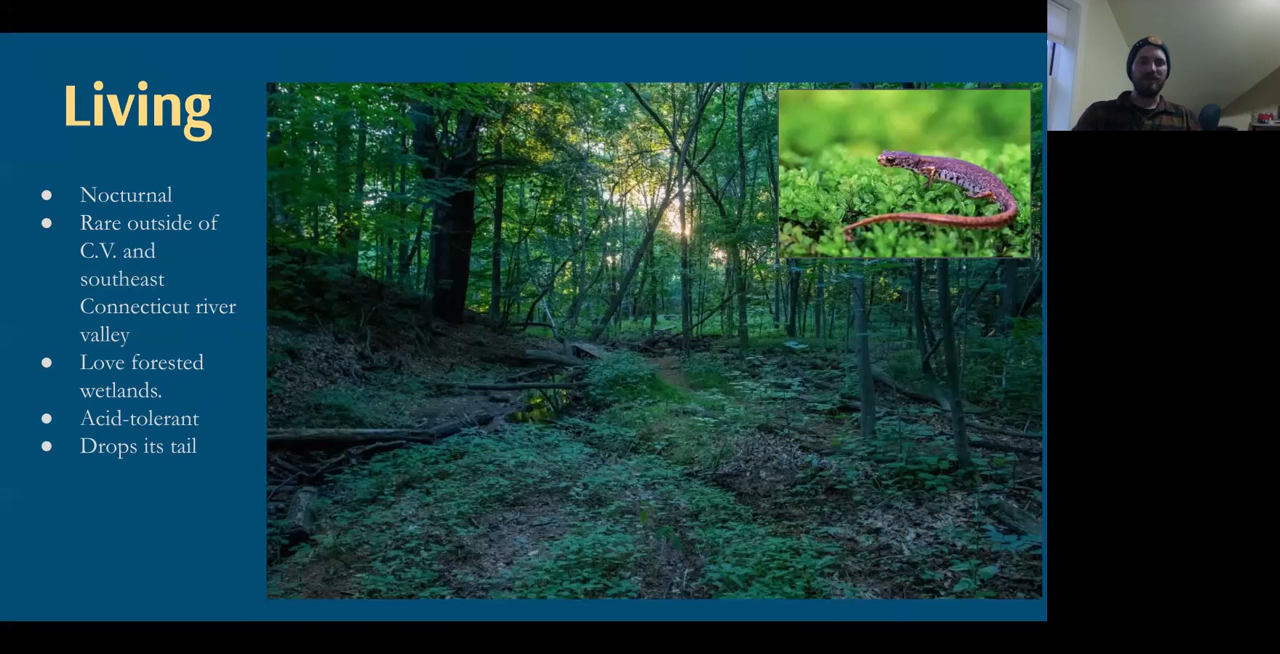 Living
● Nocturnal
● Rare outside of
C.V. and
southeast
Connecticut river
valley
● Love forested
wetlands.
● Acid-tolerant
● Drops its tail